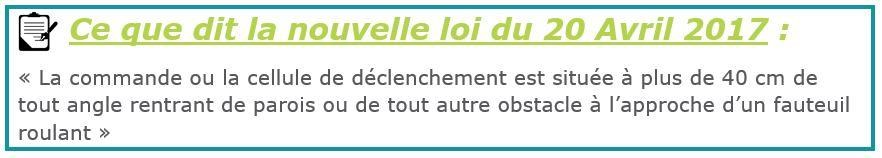 Ce que dit la nouvelle loi du 20 Avril 2017 :
« La commande ou la cellule de déclenchement est située à plus de 40 cm de
tout angle rentrant de parois ou de tout autre obstacle à l’approche d’un fauteuil
roulant »